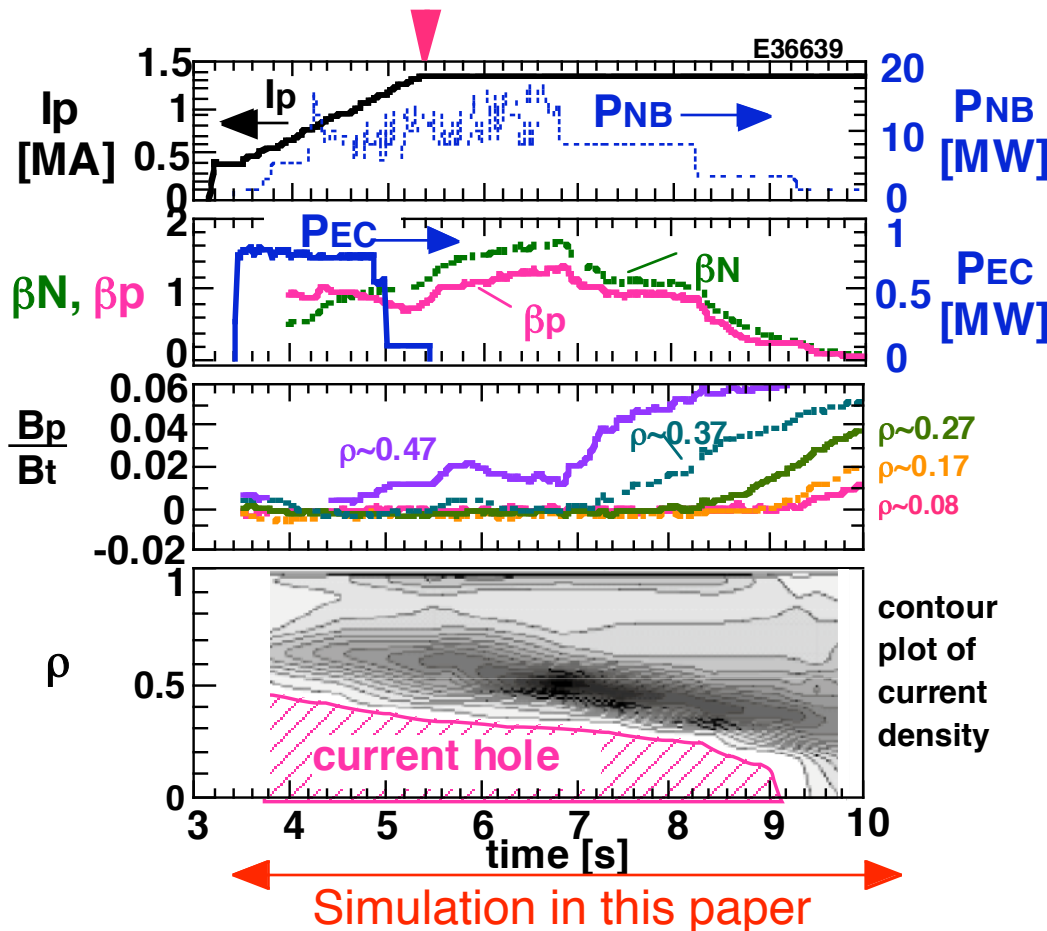 E36639
1.5
1
0.5
0
Ip
[MA]
Ip
PNB
20
10
0
PNB
[MW]
2
1
0
βN, βp
PEC
βN
βp
1
0.5
0
PEC
[MW]
0.06
0.04
0.02
0
-0.02
Bp
Bt
ρ~0.47
ρ~0.37
ρ~0.27
ρ~0.17
ρ~0.08
1
0.5
0
ρ
current hole
contour
plot of
current
density
3 4 5 6 7 8 9 10
time [s]
Simulation in this paper